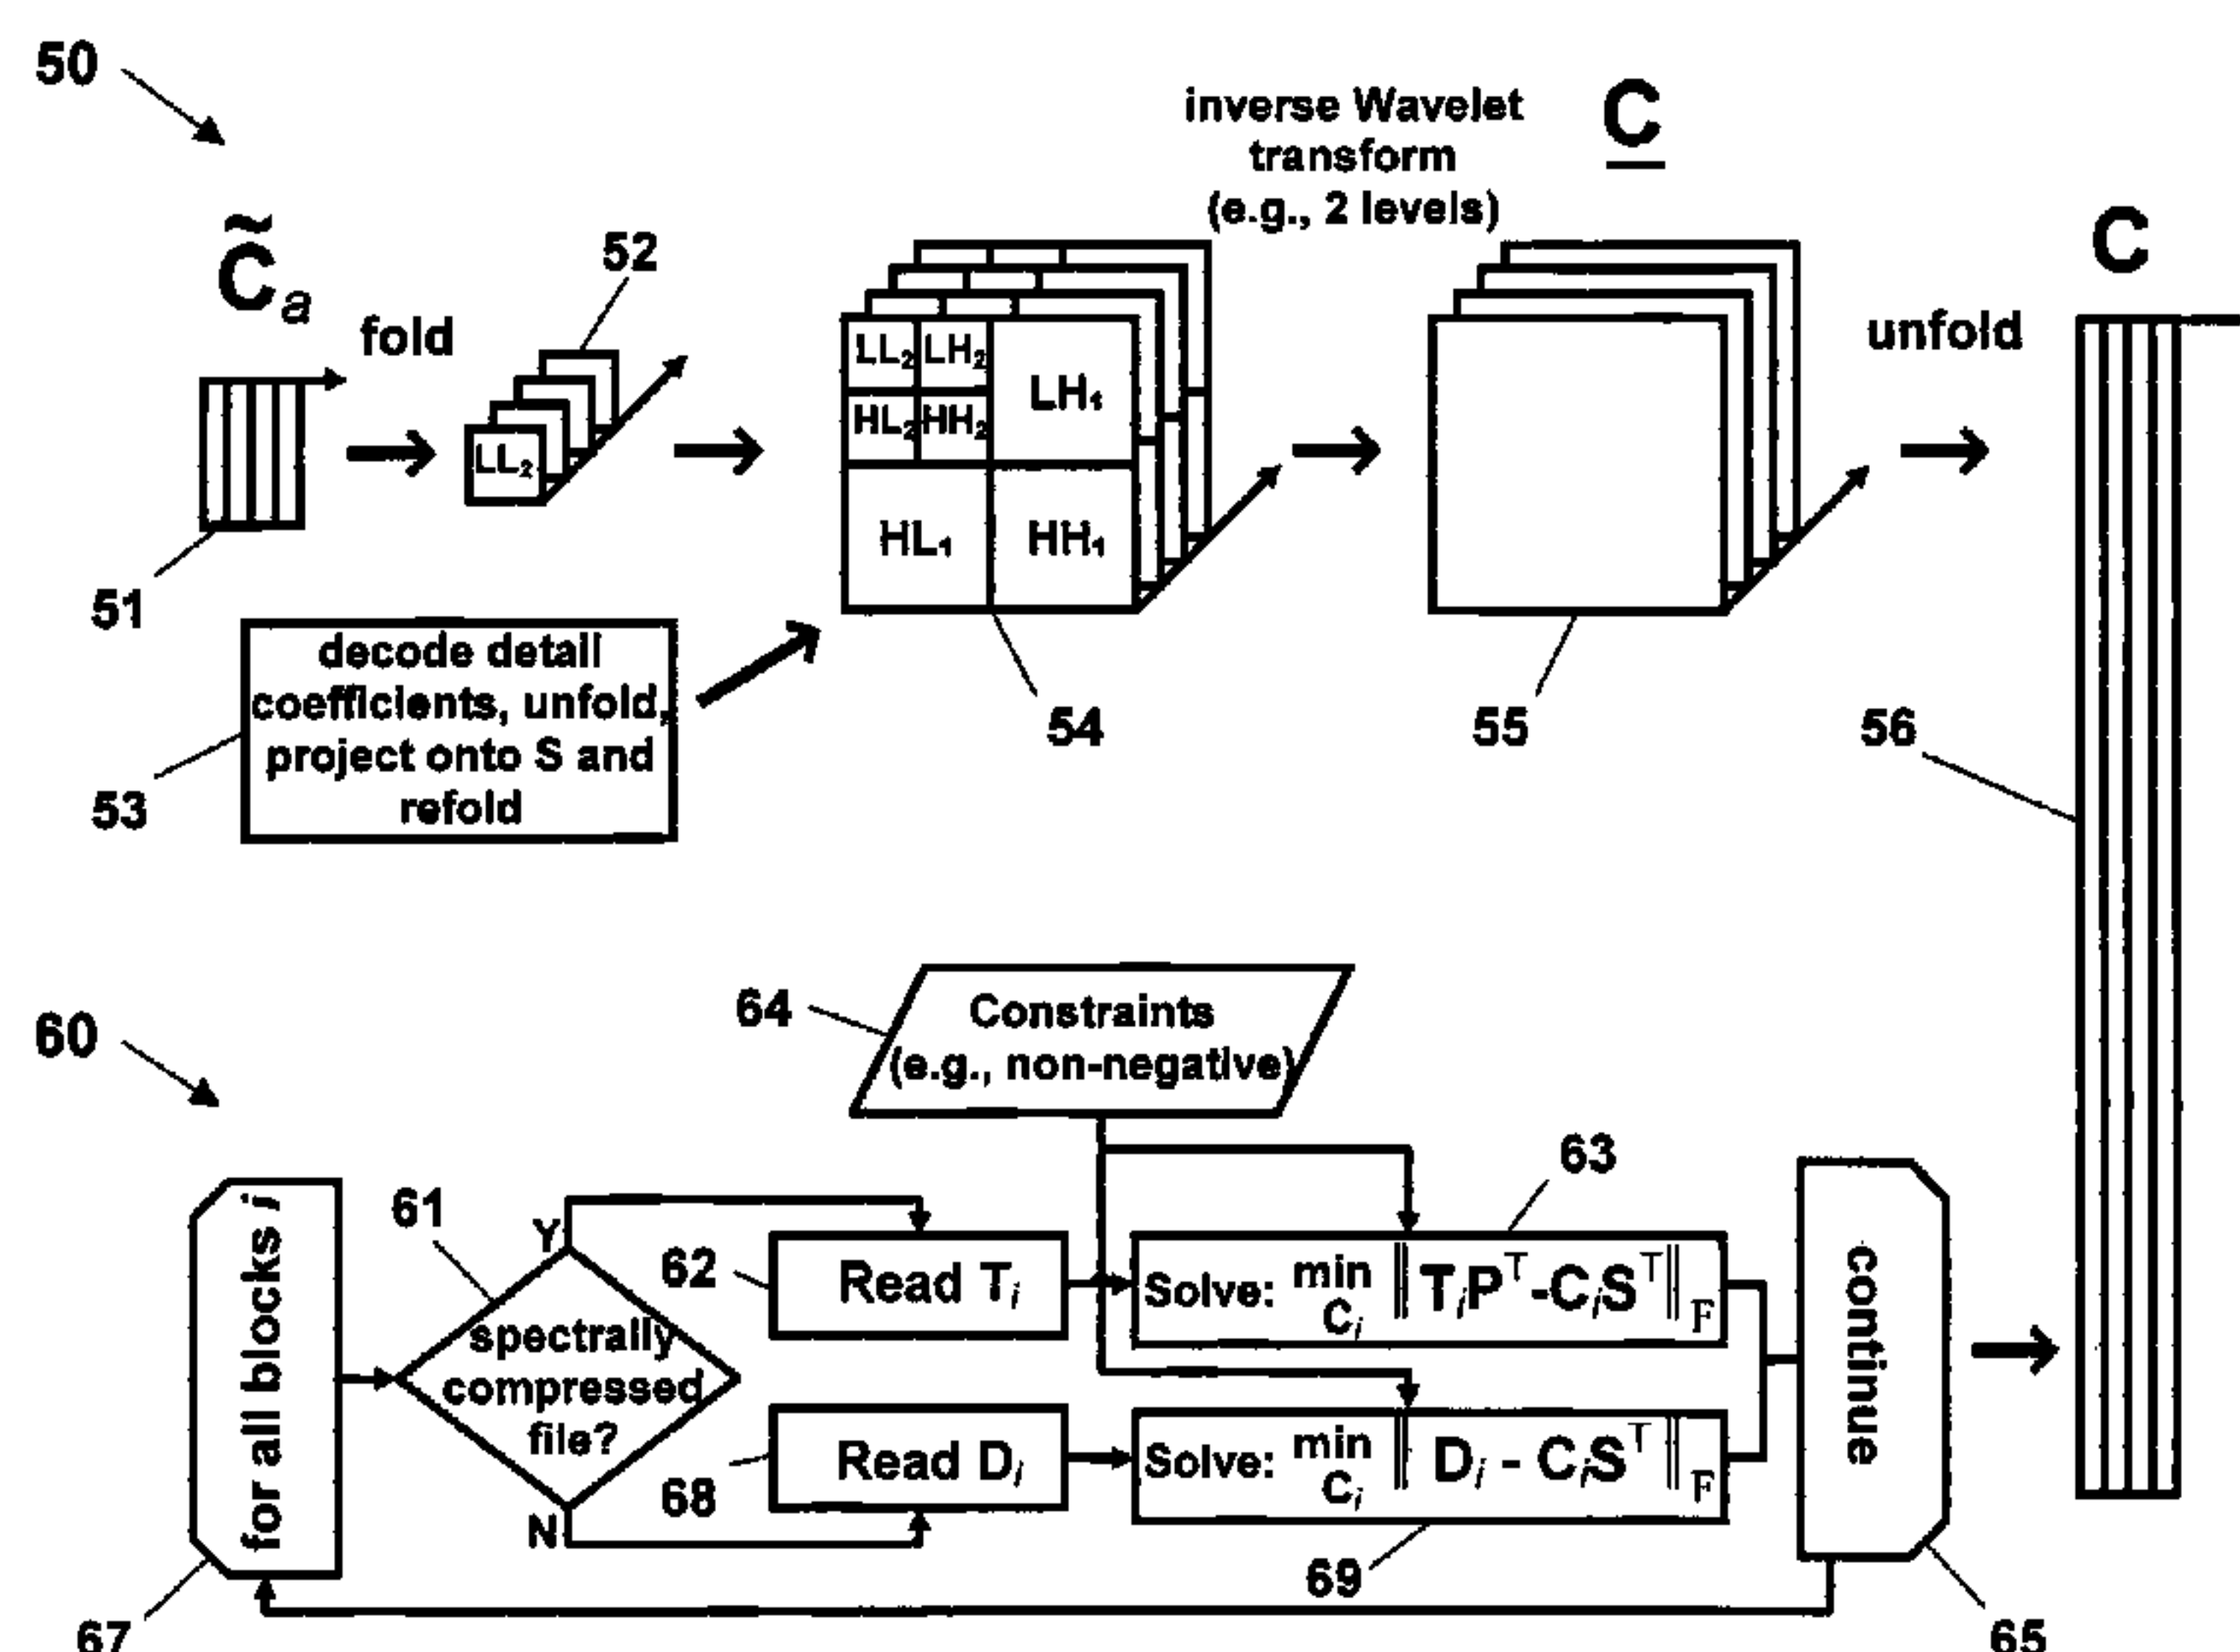 50
inverse Wavelet
transform
(e.g., 2 levels)
C
C̃a
fold
52
C
unfold
LL₂
LL₂ LH₂
HL₂ HH₂
LH₁
HL₁ HH₁
51
53
decode detail
coefficients, unfold,
project onto S and
refold
54
55
56
60
64
Constraints
(e.g., non-negative)
for all blocks i
67
61
Y
spectrally
compressed
file?
N
62
Read Tᵢ
63
Solve: min Cᵢ ‖TᵢPᵀ-CᵢSᵀ‖F
68
Read Dᵢ
Solve: min Cᵢ ‖Dᵢ - CᵢSᵀ‖F
69
continue
65